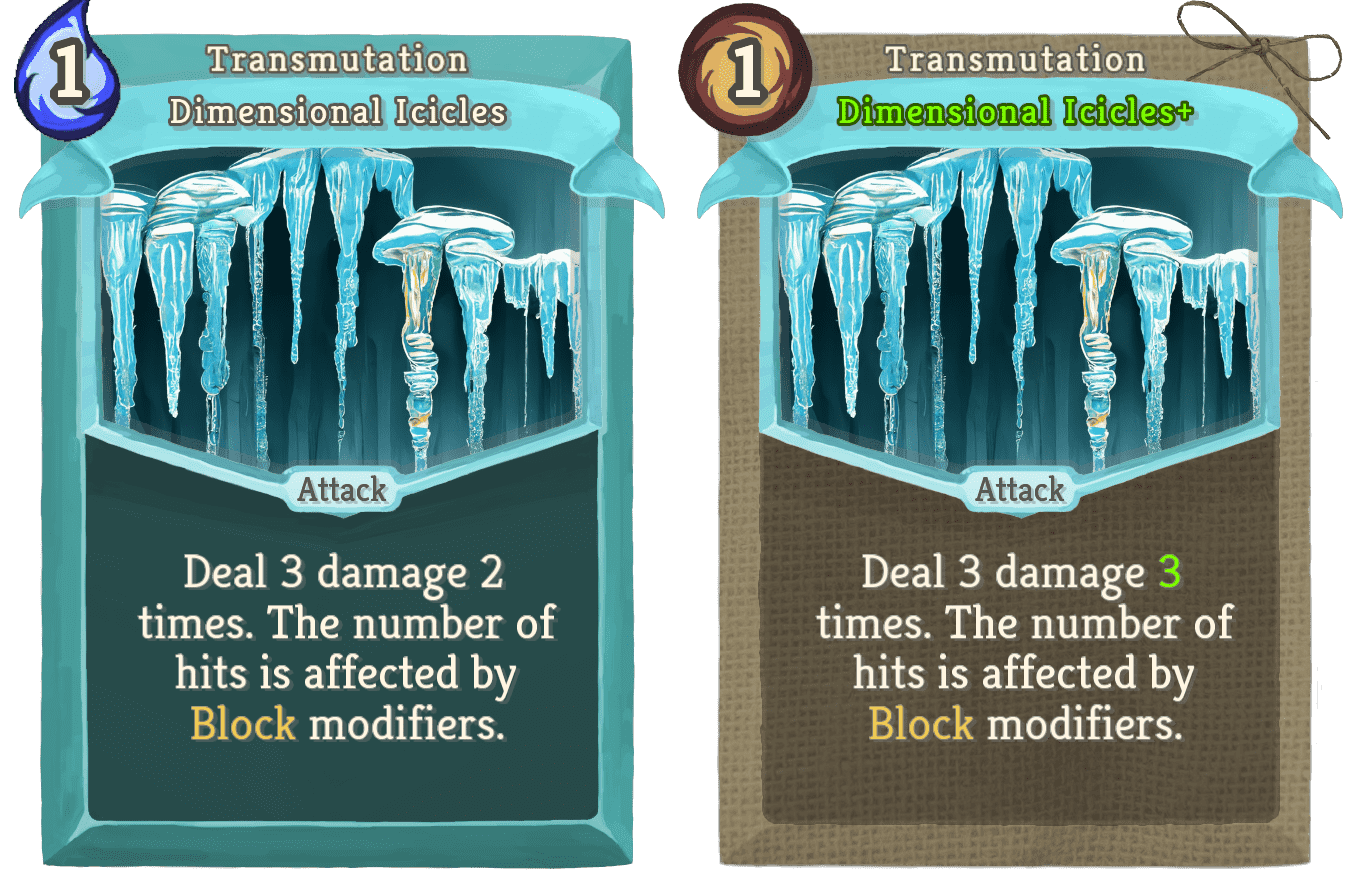 1
Transmutation
Dimensional Icicles
Attack
Deal 3 damage 2
times. The number of
hits is affected by
Block modifiers.
1
Transmutation
Dimensional Icicles+
Attack
Deal 3 damage 3
times. The number of
hits is affected by
Block modifiers.